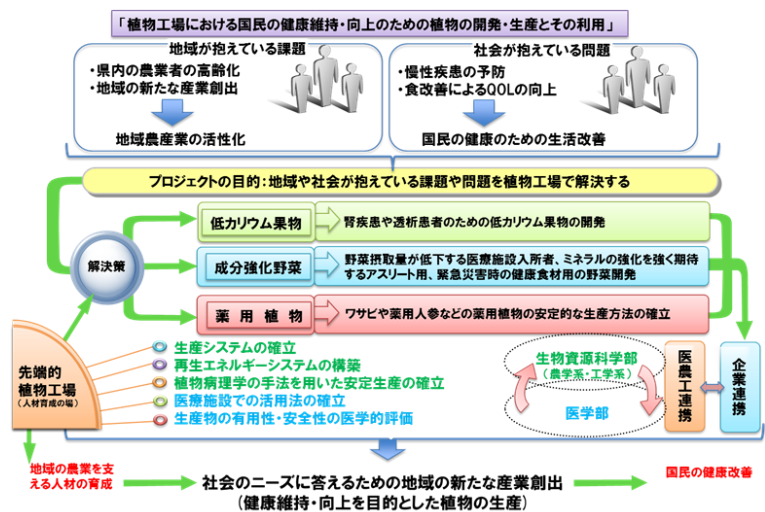 「植物工場における国民の健康維持・向上のための植物の開発・生産とその利用」
地域が抱えている課題
・県内の農業者の高齢化
・地域の新たな産業創出
地域農産業の活性化
社会が抱えている問題
・慢性疾患の予防
・食改善によるQOLの向上
国民の健康のための生活改善
プロジェクトの目的：地域や社会が抱えている課題や問題を植物工場で解決する
解決策
低カリウム果物
腎疾患や透析患者のための低カリウム果物の開発
成分強化野菜
野菜摂取量が低下する医療施設入所者、ミネラルの強化を強く期待
するアスリート用、緊急災害時の健康食材用の野菜開発
薬用植物
ワサビや薬用人参などの薬用植物の安定的な生産方法の確立
先端的
植物工場
（人材育成の場）
生産システムの確立
再生エネルギーシステムの構築
植物病理学の手法を用いた安定生産の確立
医療施設での活用法の確立
生産物の有用性・安全性の医学的評価
生物資源科学部
（農学系・工学系）
医学部
医農工連携
企業連携
地域の農業を支
える人材の育成
社会のニーズに答えるための地域の新たな産業創出
（健康維持・向上を目的とした植物の生産）
国民の健康改善